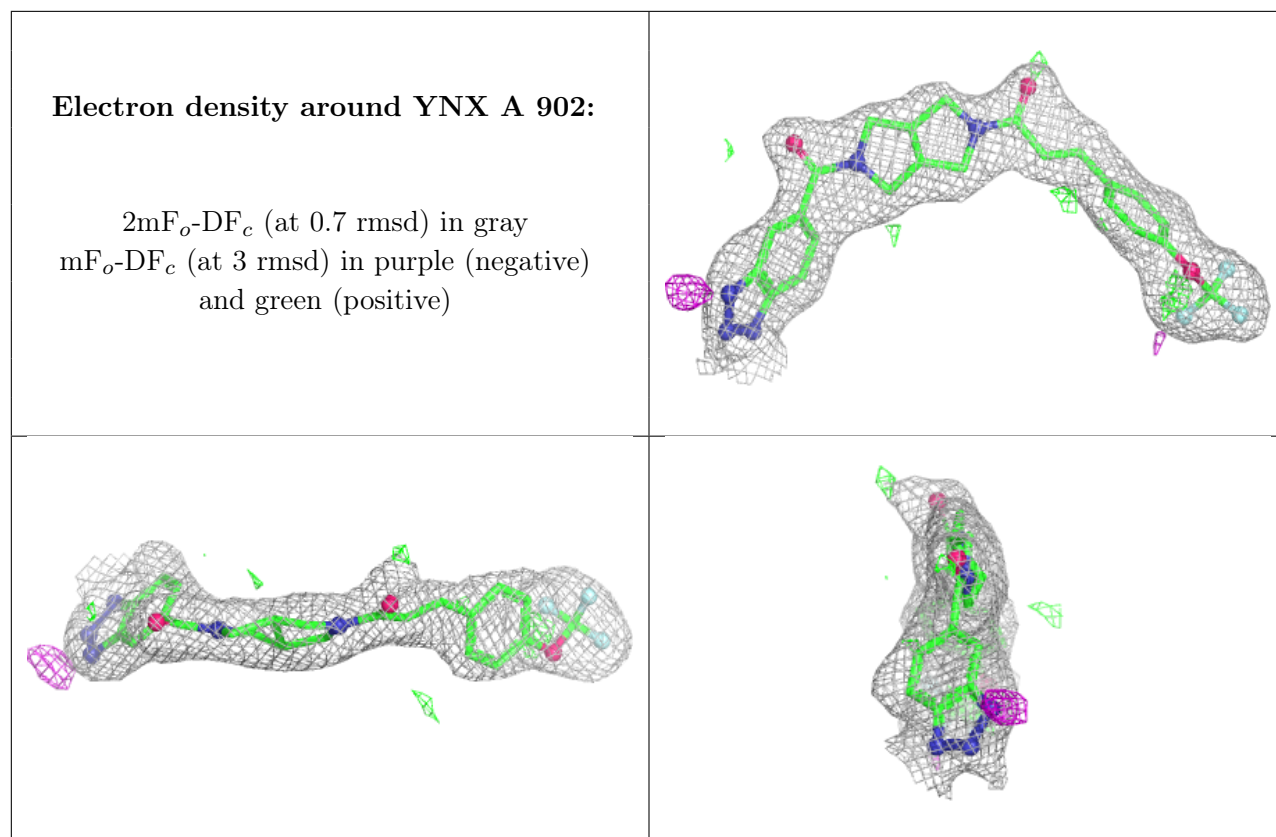 Electron density around YNX A 902:
2mFo-DFc (at 0.7 rmsd) in gray
mFo-DFc (at 3 rmsd) in purple (negative)
and green (positive)